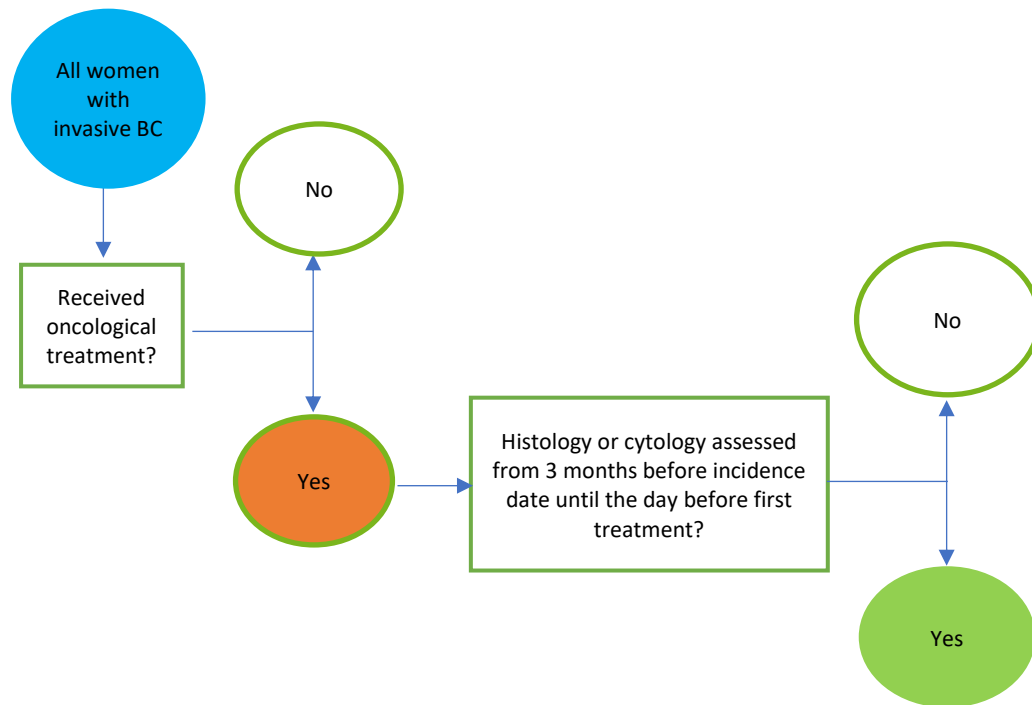 All women
with
invasive BC
No
Received
oncological
treatment?
Yes
Histology or cytology assessed
from 3 months before incidence
date until the day before first
treatment?
No
Yes